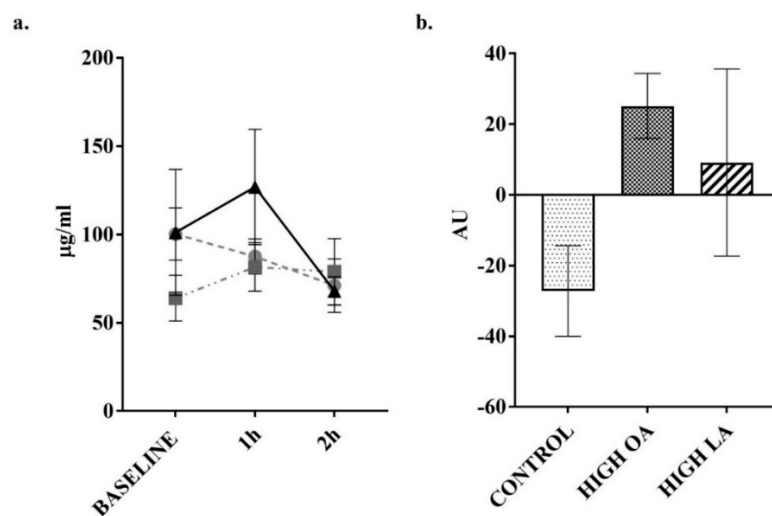 a.
200
150
100
50
0
µg/ml
BASELINE
1h
2h
b.
40
20
0
-20
-40
-60
AU
CONTROL
HIGH OA
HIGH LA